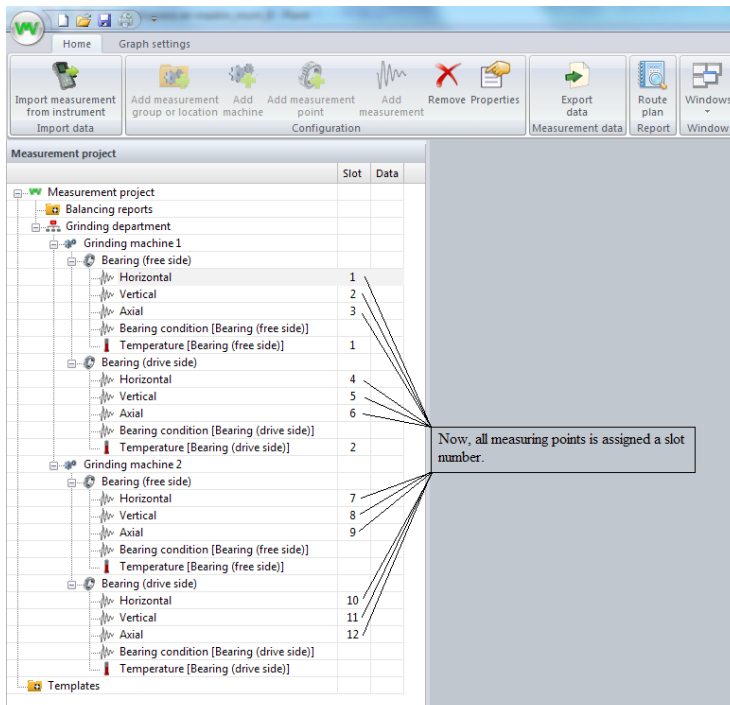 Home Graph settings
Import measurement from instrument
Add measurement group or location
Add machine
Add measurement point
Add measurement
Remove
Properties
Export data
Route plan
Windows
Import data
Configuration
Measurement data
Report
Window
Measurement project
Slot Data
Measurement project
Balancing reports
Grinding department
Grinding machine 1
Bearing (free side)
Horizontal 1
Vertical 2
Axial 3
Bearing condition [Bearing (free side)]
Temperature [Bearing (free side)] 1
Bearing (drive side)
Horizontal 4
Vertical 5
Axial 6
Bearing condition [Bearing (drive side)]
Temperature [Bearing (drive side)] 2
Grinding machine 2
Bearing (free side)
Horizontal 7
Vertical 8
Axial 9
Bearing condition [Bearing (free side)]
Temperature [Bearing (free side)]
Bearing (drive side)
Horizontal 10
Vertical 11
Axial 12
Bearing condition [Bearing (drive side)]
Temperature [Bearing (drive side)]
Templates
Now, all measuring points is assigned a slot
number.